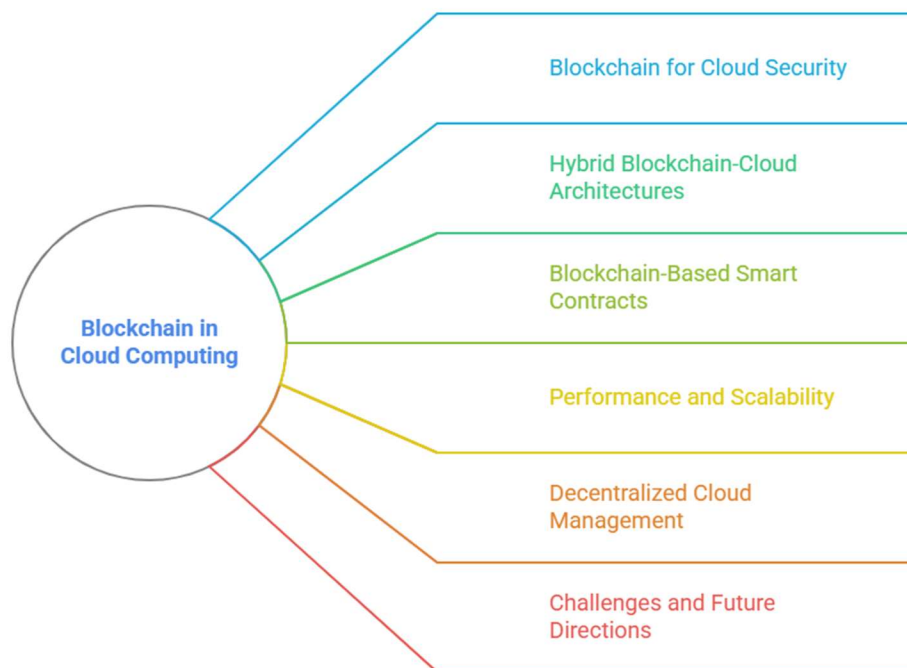 Blockchain in
Cloud Computing
Blockchain for Cloud Security
Hybrid Blockchain-Cloud
Architectures
Blockchain-Based Smart
Contracts
Performance and Scalability
Decentralized Cloud
Management
Challenges and Future
Directions